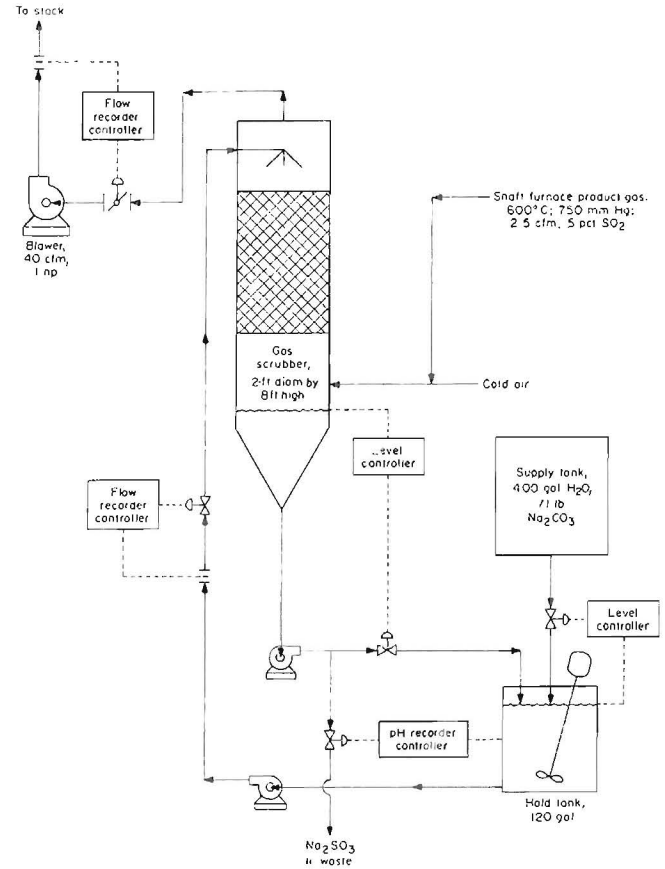 To stack
Flow
recorder
controller
Blower,
40 cfm,
1 hp
Shaft furnace product gas.
600°C; 750 mm Hg;
2.5 cfm, 5 pct SO2
Gas
scrubber,
2-ft diam by
8 ft high
Cold air
Level
controller
Supply tank,
400 gal H2O,
lb
Na2CO3
Flow
recorder
controller
Level
controller
pH recorder
controller
Hold tank,
120 gal
Na2SO3
waste